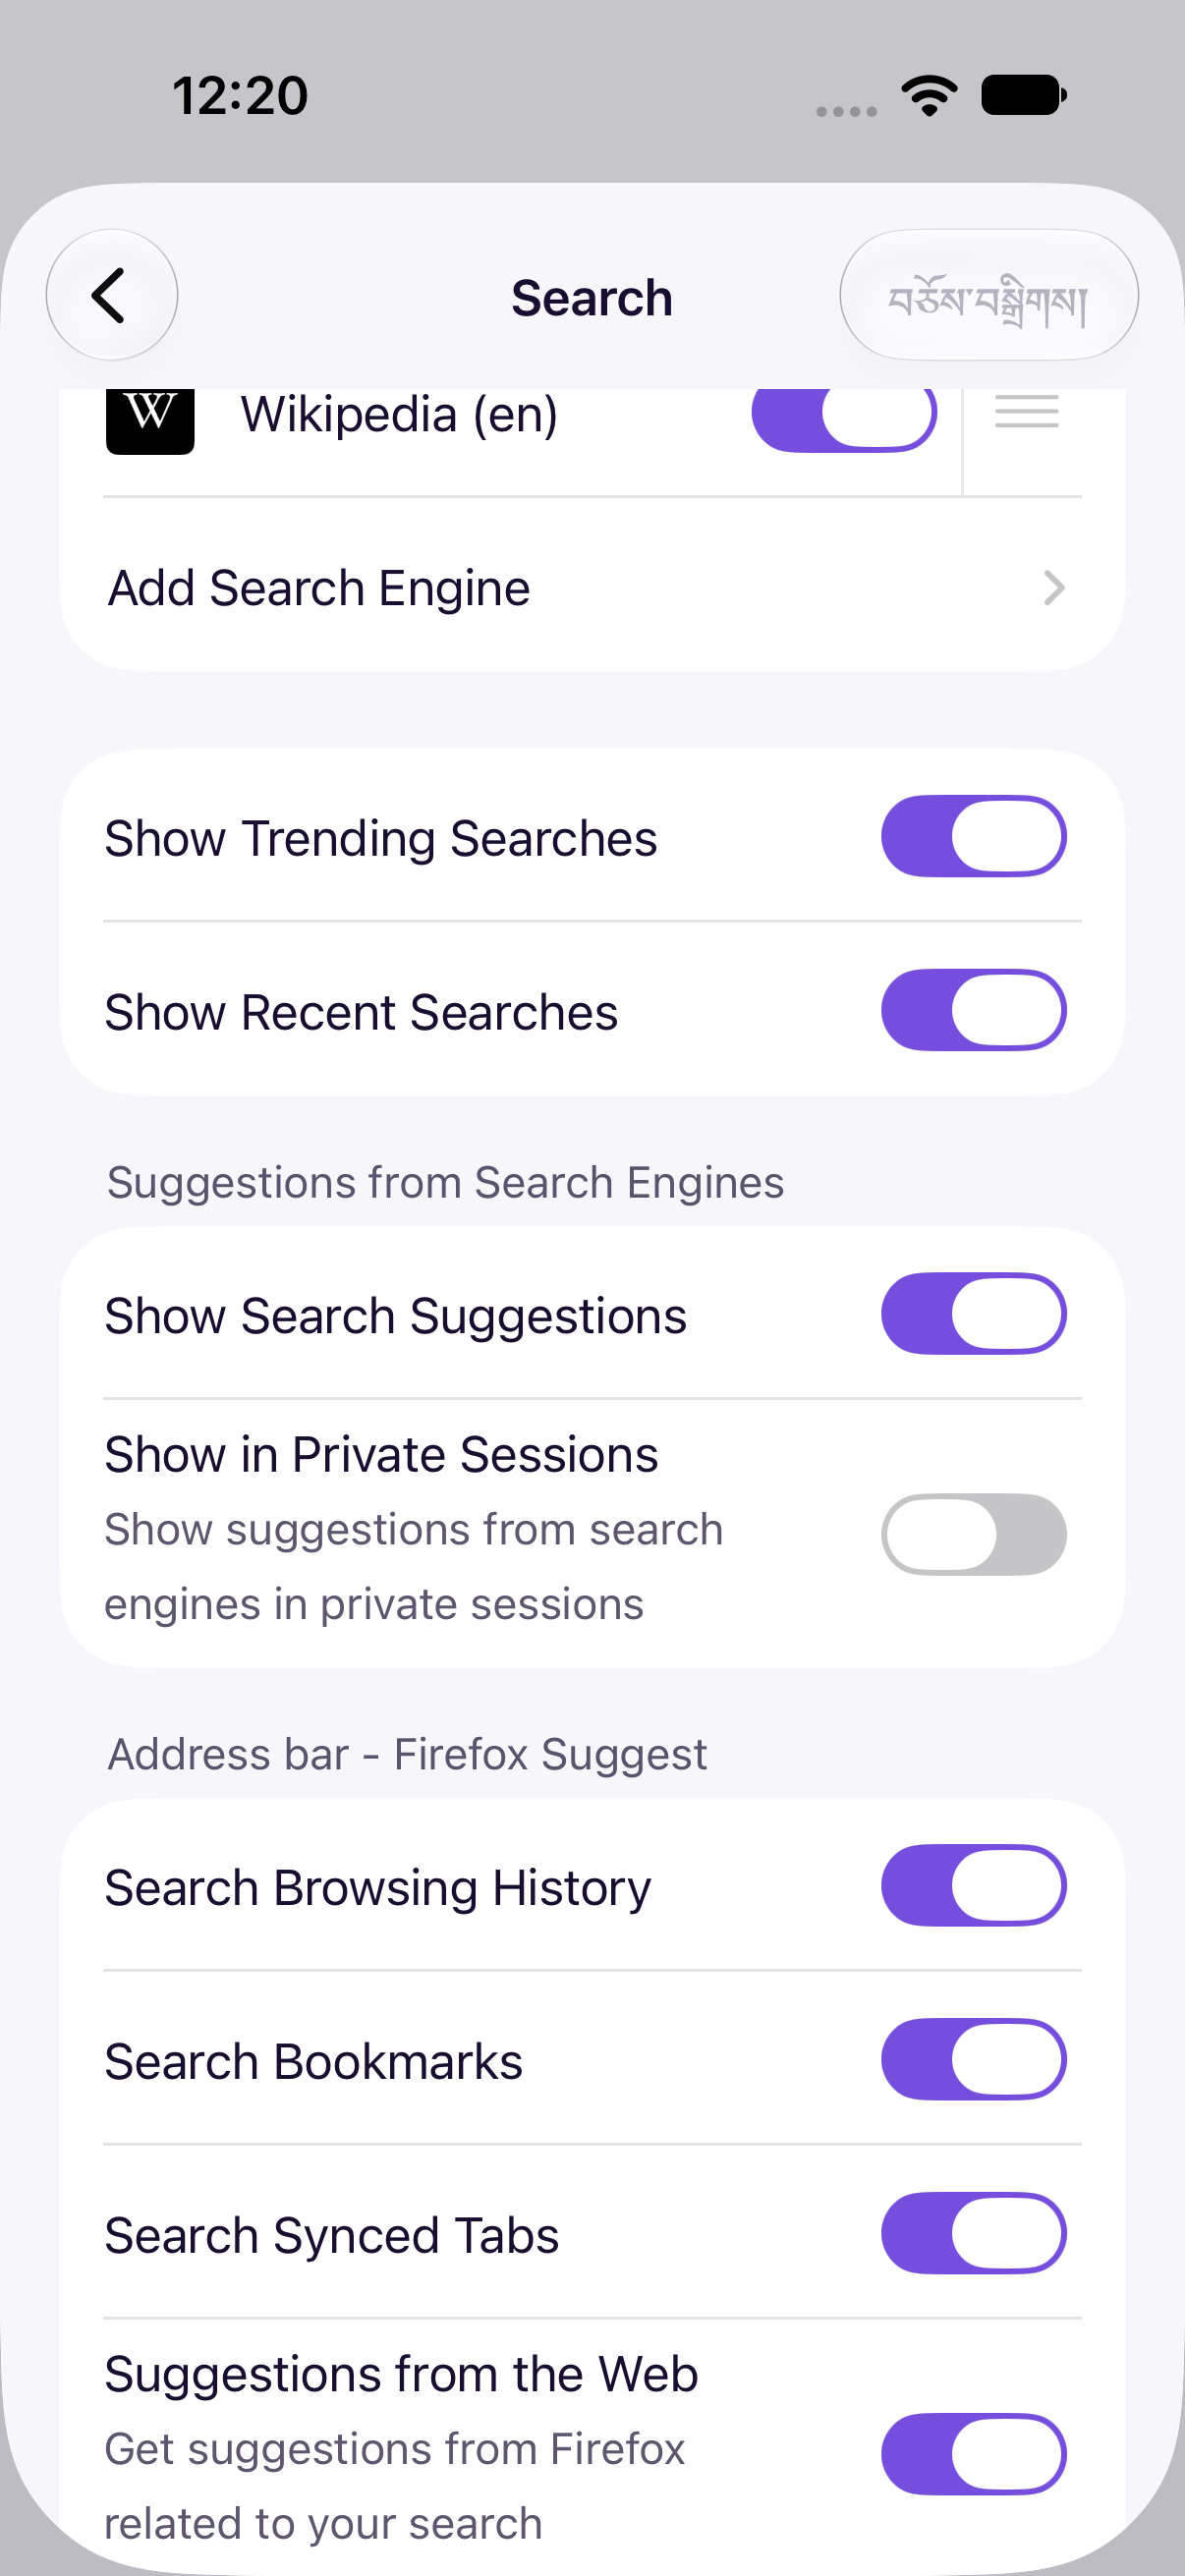 12:20
Search
བཅོས་བསྒྲིགས།
W
Wikipedia (en)
Add Search Engine
Show Trending Searches
Show Recent Searches
Suggestions from Search Engines
Show Search Suggestions
Show in Private Sessions
Show suggestions from search
engines in private sessions
Address bar - Firefox Suggest
Search Browsing History
Search Bookmarks
Search Synced Tabs
Suggestions from the Web
Get suggestions from Firefox
related to your search